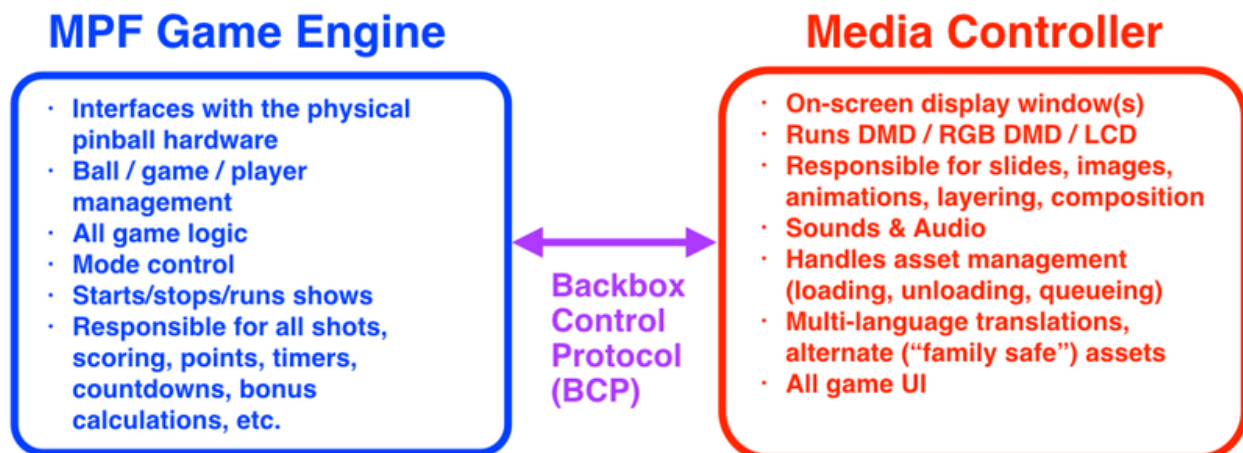 MPF Game Engine
· Interfaces with the physical
pinball hardware
· Ball / game / player
management
· All game logic
· Mode control
· Starts/stops/runs shows
· Responsible for all shots,
scoring, points, timers,
countdowns, bonus
calculations, etc.
Backbox
Control
Protocol
(BCP)
Media Controller
· On-screen display window(s)
· Runs DMD / RGB DMD / LCD
· Responsible for slides, images,
animations, layering, composition
· Sounds & Audio
· Handles asset management
(loading, unloading, queueing)
· Multi-language translations,
alternate (“family safe”) assets
· All game UI